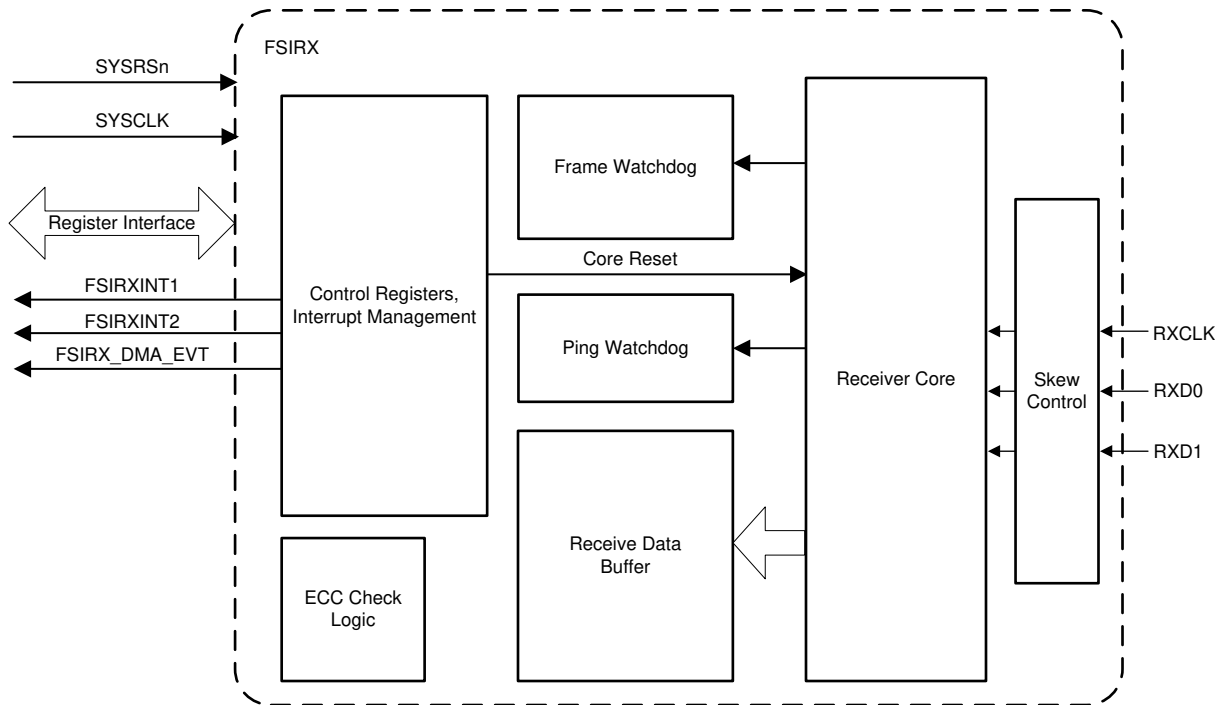 FSIRX
SYSRSn
SYSCLK
Register Interface
FSIRXINT1
FSIRXINT2
FSIRX_DMA_EVT
Control Registers,
Interrupt Management
ECC Check
Logic
Frame Watchdog
Core Reset
Ping Watchdog
Receive Data
Buffer
Receiver Core
Skew
Control
RXCLK
RXD0
RXD1